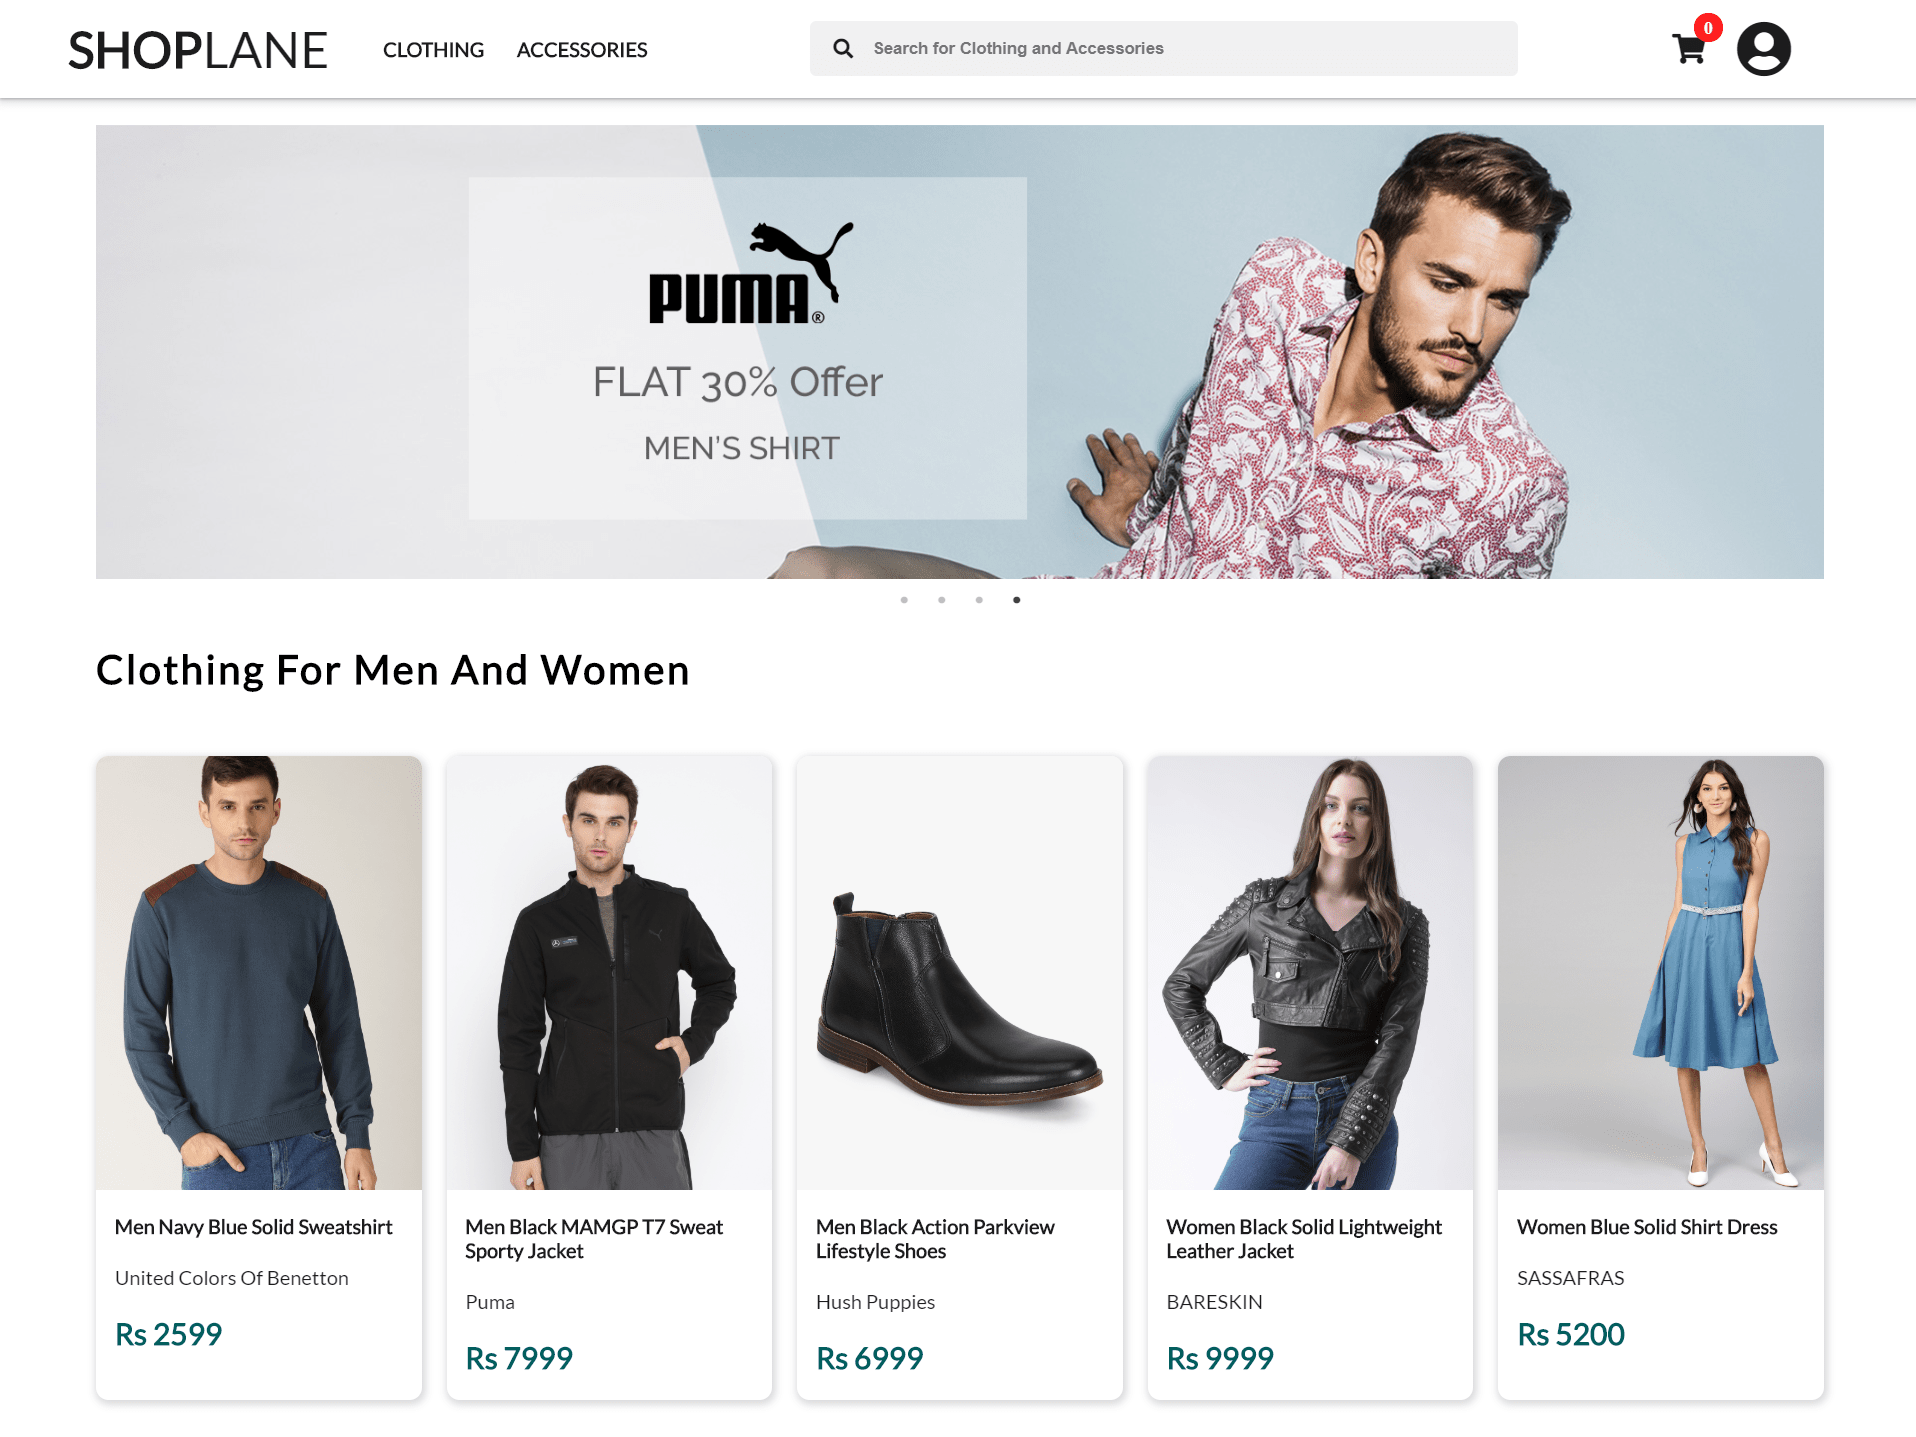 SHOPLANE
CLOTHING
ACCESSORIES
Search for Clothing and Accessories
0
PUMA®
FLAT 30% Offer
MEN'S SHIRT
Clothing For Men And Women
Men Navy Blue Solid Sweatshirt
United Colors Of Benetton
Rs 2599
Men Black MAMGP T7 Sweat
Sporty Jacket
Puma
Rs 7999
Men Black Action Parkview
Lifestyle Shoes
Hush Puppies
Rs 6999
Women Black Solid Lightweight
Leather Jacket
BARESKIN
Rs 9999
Women Blue Solid Shirt Dress
SASSAFRAS
Rs 5200